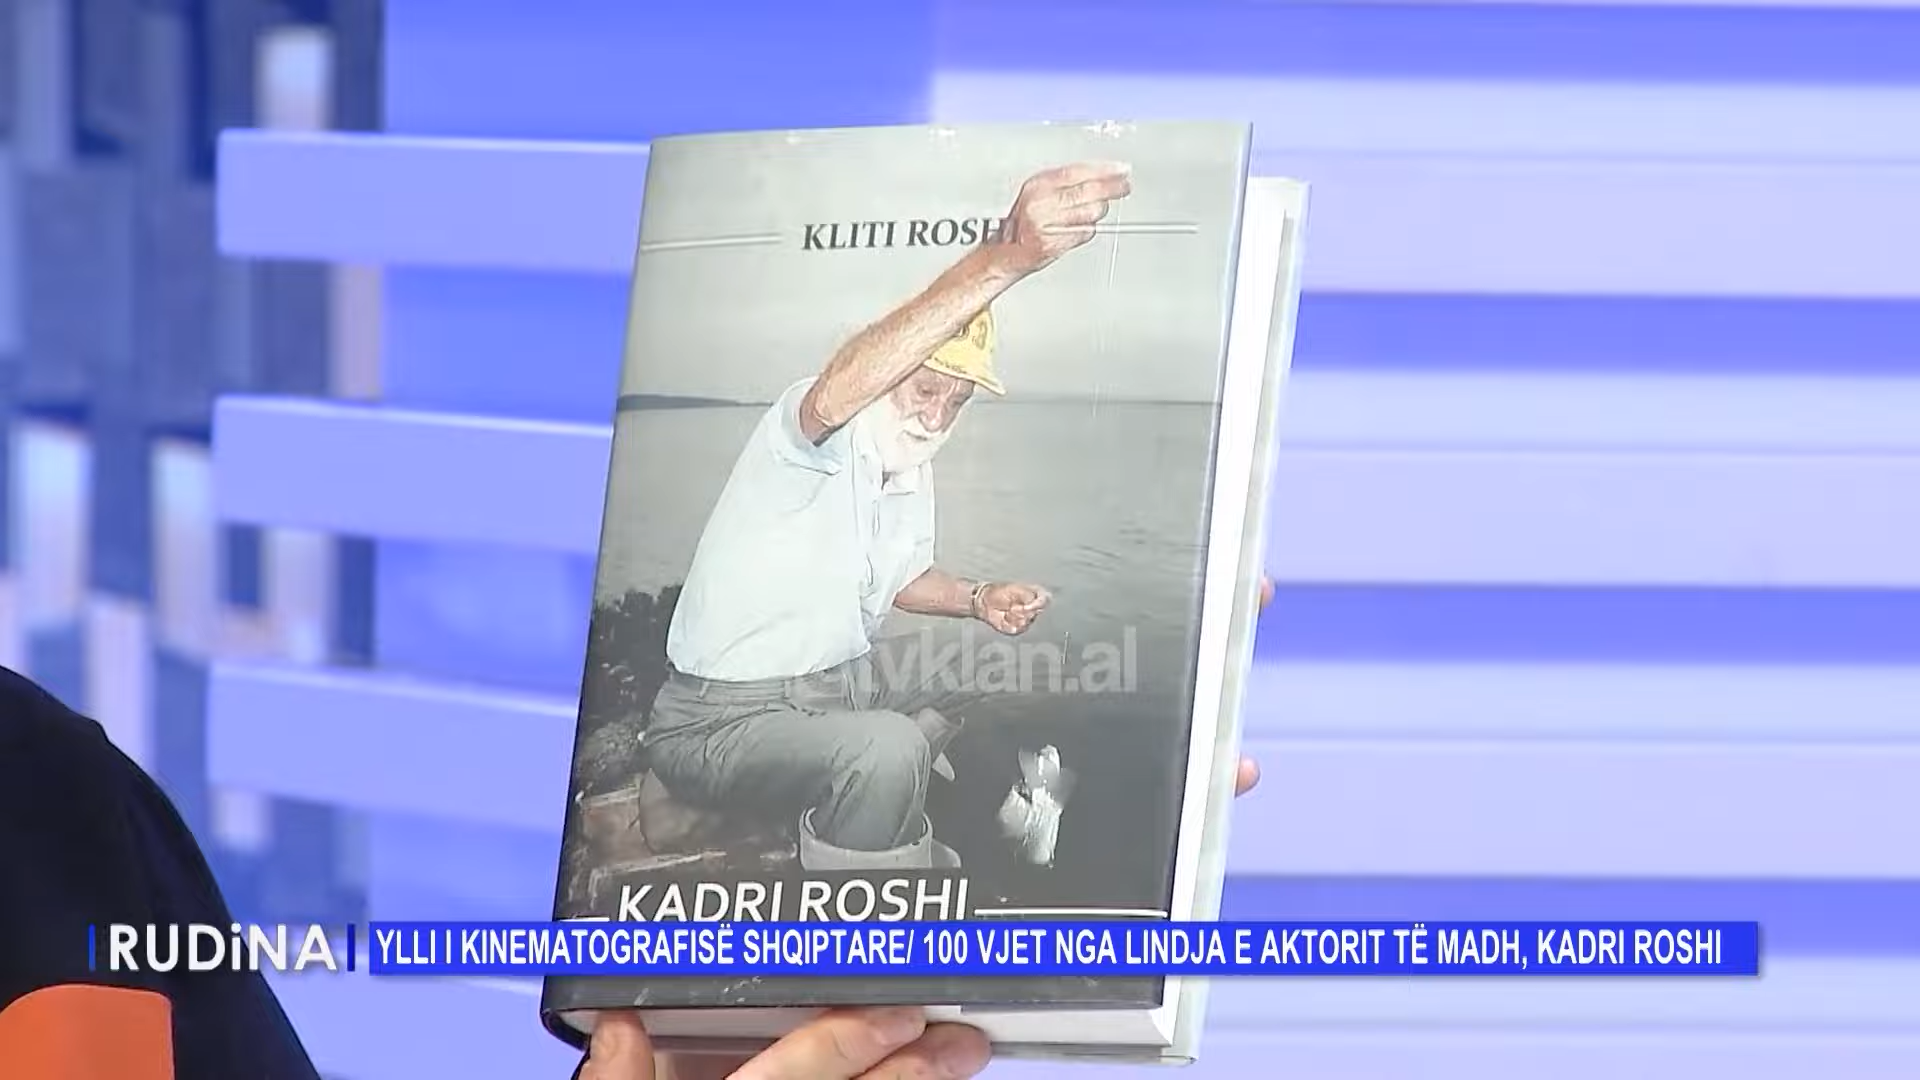 KLITI ROSHI
tvklan.al
KADRI ROSHI
RUDiNA
YLLI I KINEMATOGRAFISË SHQIPTARE/ 100 VJET NGA LINDJA E AKTORIT TË MADH, KADRI ROSHI